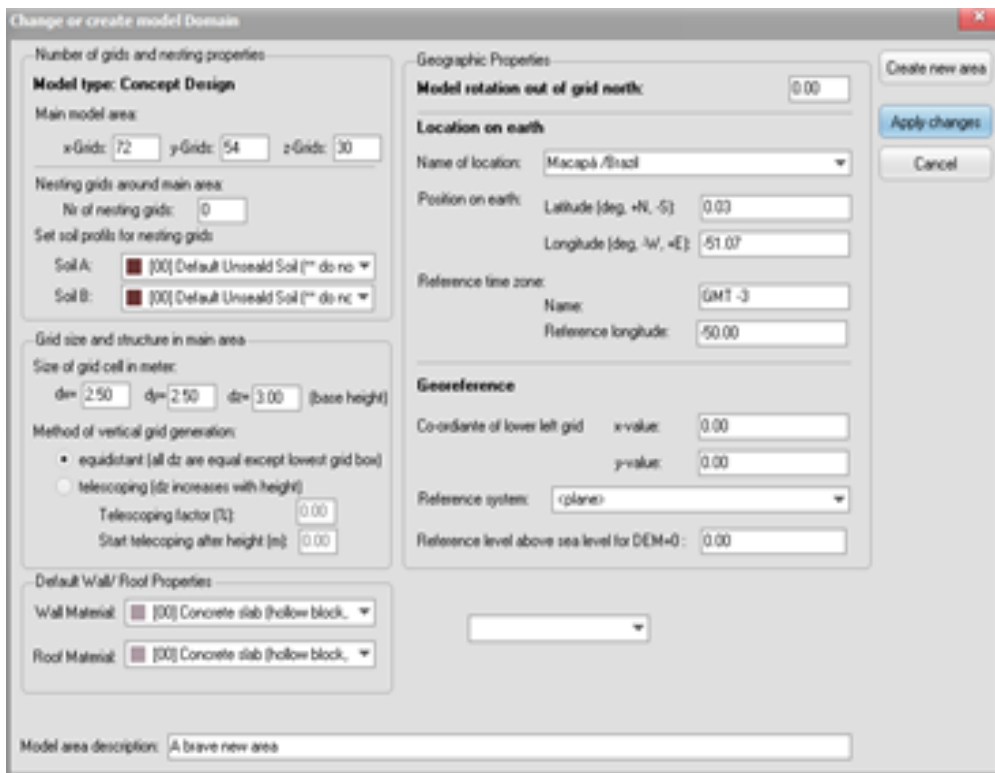 Change or create model Domain
Number of grids and nesting properties
Model type: Concept Design
Main model area:
x-Grids: 72 y-Grids: 54 z-Grids: 30
Nesting grids around main area:
Nr of nesting grids: 0
Set soil profils for nesting grids
Soil A: [00] Default Unseald Soil (** do no
Soil B: [00] Default Unseald Soil (** do nc
Grid size and structure in main area
Size of grid cell in meter:
dx= 2.50 dy= 2.50 dz= 3.00 (base height)
Method of vertical grid generation:
equidistant (all dz are equal except lowest grid box)
telescoping (dz increases with height)
Telescoping factor (%): 0.00
Start telecoping after height (m): 0.00
Default Wall/ Roof Properties
Wall Material: [00] Concrete slab (hollow block,
Roof Material: [00] Concrete slab (hollow block,
Geographic Properties
Model rotation out of grid north: 0.00
Location on earth
Name of location: Macapá /Brazil
Position on earth: Latitude (deg, +N, -S): 0.03
Longitude (deg, -W, +E): -51.07
Reference time zone:
Name: GMT -3
Reference longitude: -50.00
Georeference
Co-ordiante of lower left grid x-value: 0.00
y-value: 0.00
Reference system: <plane>
Reference level above sea level for DEM=0 : 0.00
Create new area
Apply changes
Cancel
Model area description: A brave new area